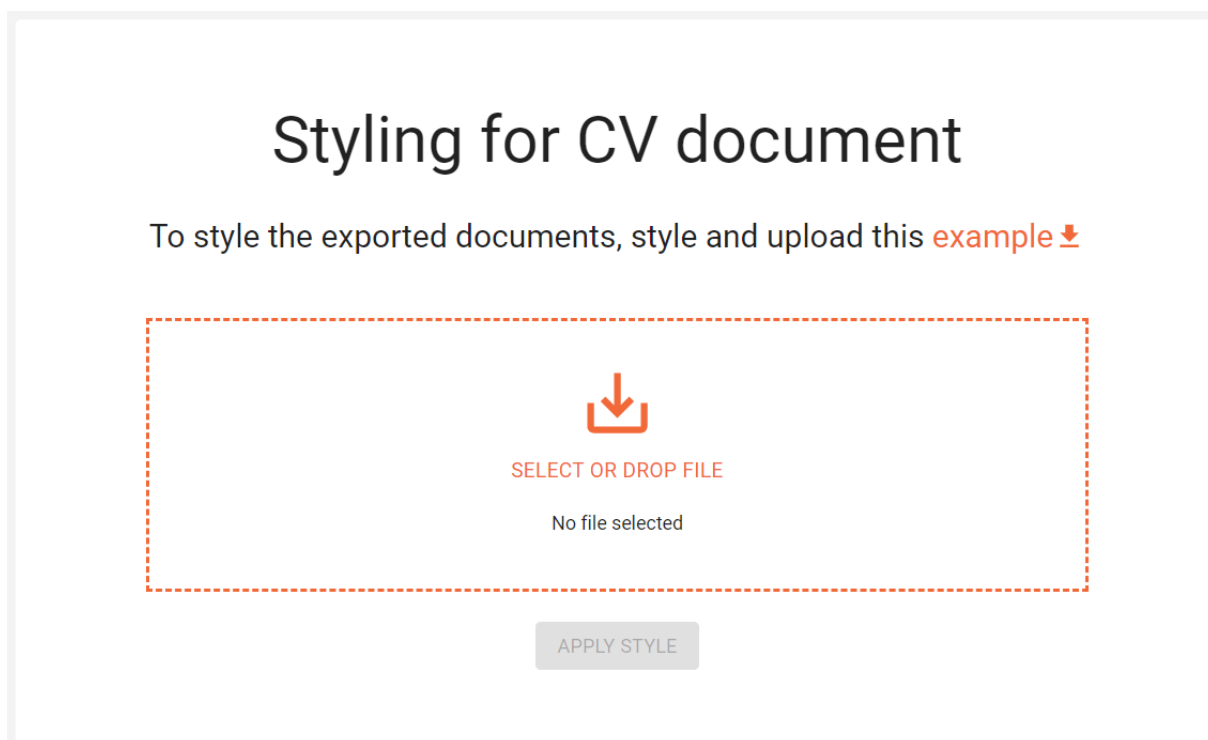 Styling for CV document
To style the exported documents, style and upload this example
SELECT OR DROP FILE
No file selected
APPLY STYLE